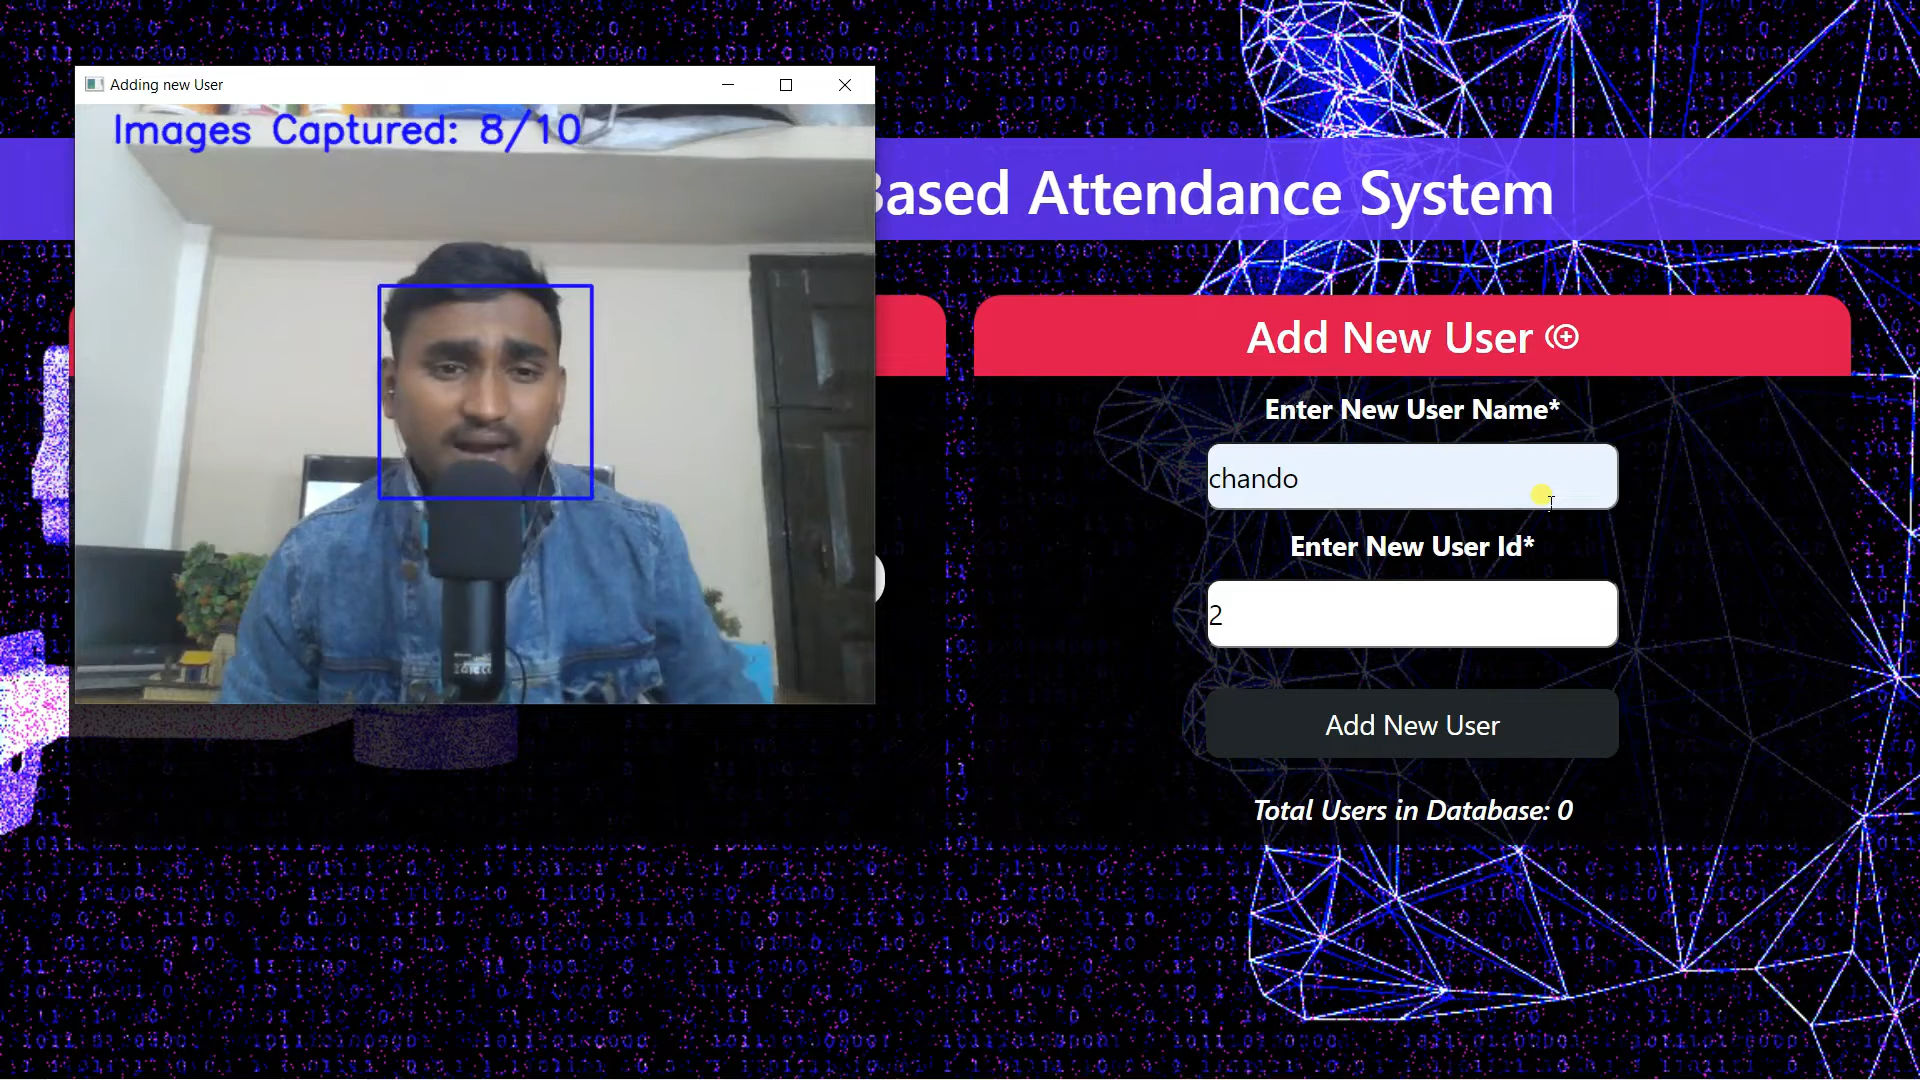 Adding new User
Images Captured: 8/10
Based Attendance System
Add New User
Enter New User Name*
chando
Enter New User Id*
2
Add New User
Total Users in Database: 0